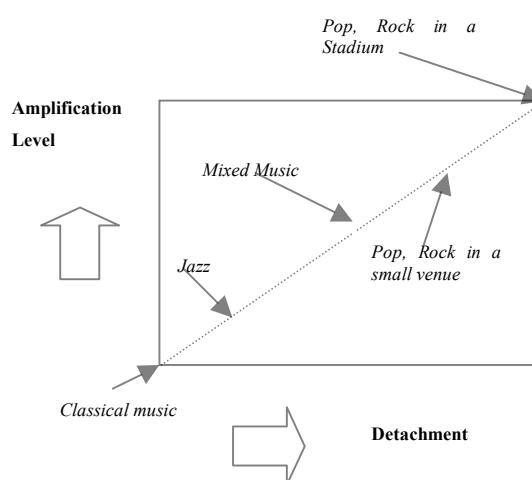 Pop, Rock in a
Stadium
Amplification
Level
Mixed Music
Pop, Rock in a
small venue
Jazz
Classical music
Detachment